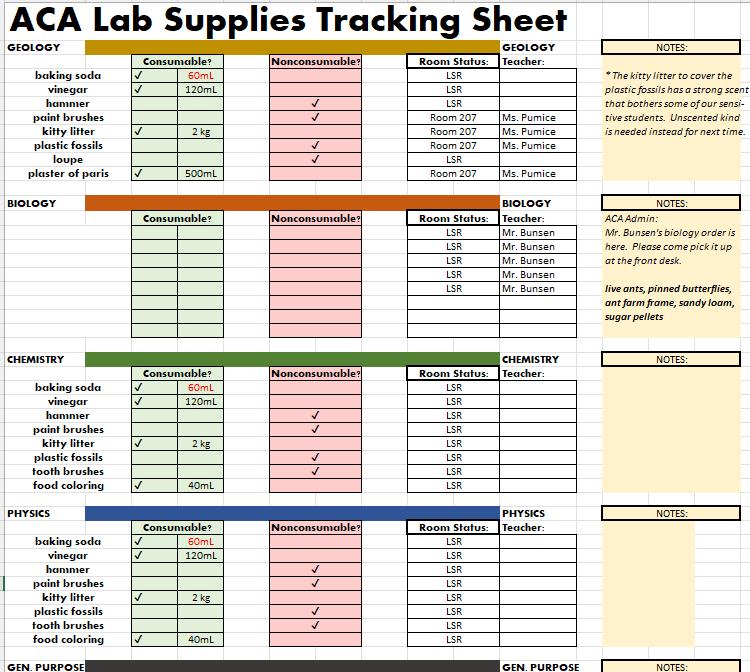 ACA Lab Supplies Tracking Sheet
GEOLOGY GEOLOGY NOTES:
Consumable? Nonconsumable? Room Status: Teacher:
baking soda ✓ 60mL LSR * The kitty litter to cover the
vinegar ✓ 120mL LSR plastic fossils has a strong scent
hammer ✓ LSR that bothers some of our sensi-
paint brushes ✓ Room 207 Ms. Pumice tive students. Unscented kind
kitty litter ✓ 2 kg Room 207 Ms. Pumice is needed instead for next time.
plastic fossils ✓ Room 207 Ms. Pumice
loupe ✓ LSR
plaster of paris ✓ 500mL Room 207 Ms. Pumice
BIOLOGY BIOLOGY NOTES:
Consumable? Nonconsumable? Room Status: Teacher: ACA Admin:
LSR Mr. Bunsen Mr. Bunsen's biology order is
LSR Mr. Bunsen here. Please come pick it up
LSR Mr. Bunsen at the front desk.
LSR Mr. Bunsen
LSR Mr. Bunsen live ants, pinned butterflies,
ant farm frame, sandy loam,
sugar pellets
CHEMISTRY CHEMISTRY NOTES:
Consumable? Nonconsumable? Room Status: Teacher:
baking soda ✓ 60mL LSR
vinegar ✓ 120mL LSR
hammer ✓ LSR
paint brushes ✓ LSR
kitty litter ✓ 2 kg LSR
plastic fossils ✓ LSR
tooth brushes ✓ LSR
food coloring ✓ 40mL LSR
PHYSICS PHYSICS NOTES:
Consumable? Nonconsumable? Room Status: Teacher:
baking soda ✓ 60mL LSR
vinegar ✓ 120mL LSR
hammer ✓ LSR
paint brushes ✓ LSR
kitty litter ✓ 2 kg LSR
plastic fossils ✓ LSR
tooth brushes ✓ LSR
food coloring ✓ 40mL LSR
GEN. PURPOSE GEN. PURPOSE NOTES: